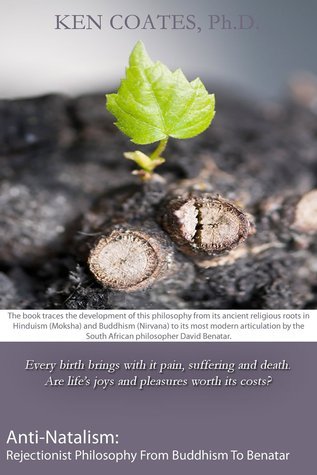 KEN COATES, Ph.D.
The book traces the development of this philosophy from its ancient religious roots in
Hinduism (Moksha) and Buddhism (Nirvana) to its most modern articulation by the
South African philosopher David Benatar.
Every birth brings with it pain, suffering and death.
Are life's joys and pleasures worth its costs?
Anti-Natalism:
Rejectionist Philosophy From Buddhism To Benatar